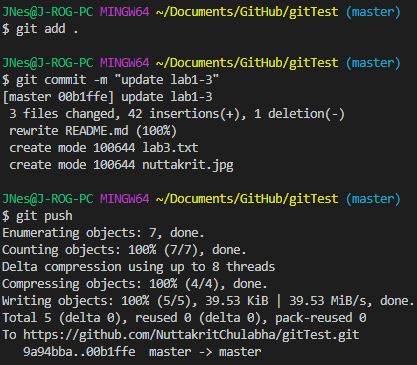 JNes@J-ROG-PC MINGW64 ~/Documents/GitHub/gitTest (master)
$ git add .
JNes@J-ROG-PC MINGW64 ~/Documents/GitHub/gitTest (master)
$ git commit -m "update lab1-3"
[master 00b1ffe] update lab1-3
3 files changed, 42 insertions(+), 1 deletion(-)
rewrite README.md (100%)
create mode 100644 lab3.txt
create mode 100644 nuttakrit.jpg
JNes@J-ROG-PC MINGW64 ~/Documents/GitHub/gitTest (master)
$ git push
Enumerating objects: 7, done.
Counting objects: 100% (7/7), done.
Delta compression using up to 8 threads
Compressing objects: 100% (4/4), done.
Writing objects: 100% (5/5), 39.53 KiB | 39.53 MiB/s, done.
Total 5 (delta 0), reused 0 (delta 0), pack-reused 0
To https://github.com/NuttakritChulabha/gitTest.git
9a94bba..00b1ffe  master -> master